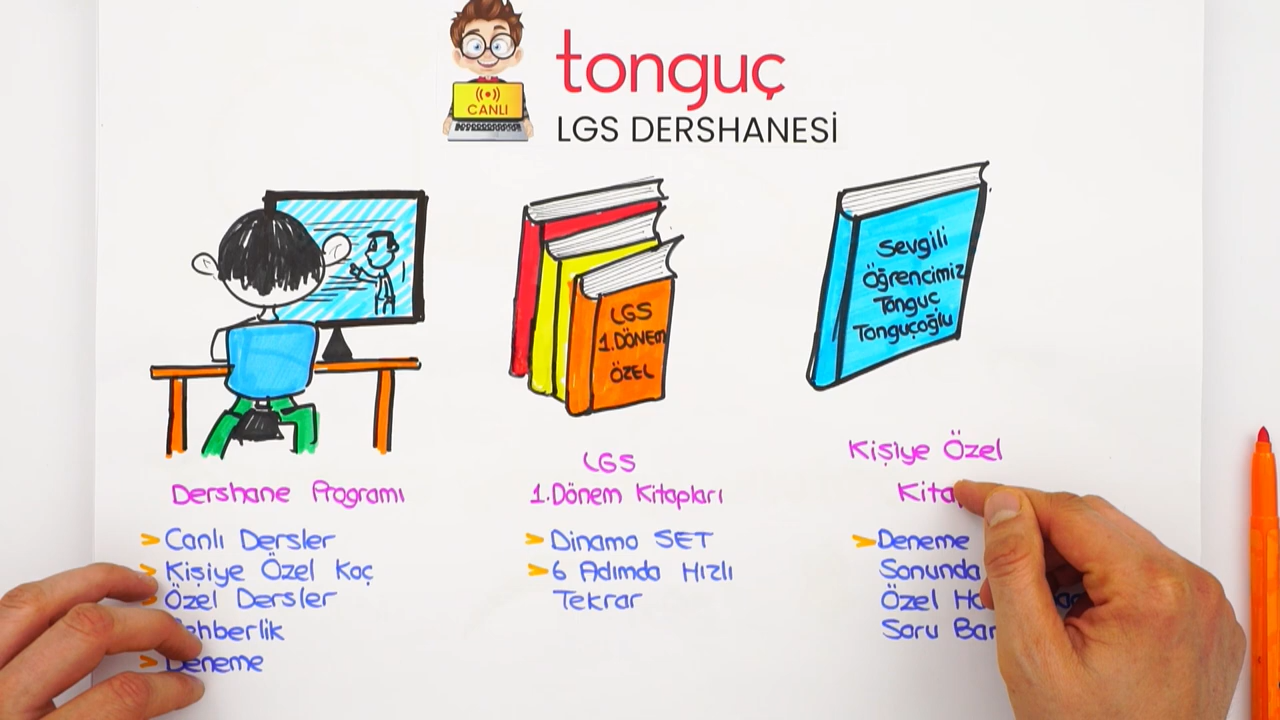 CANLI
tonguç
LGS DERSHANESİ
LGS
1.DÖNEM
ÖZEL
Sevgili
Öğrencimiz
Tonguç
Tonguçoğlu
Dershane Programı
Canlı Dersler
Kişiye Özel Koç
Özel Dersler
Deneme
LGS
1.Dönem Kitapları
Dinamo SET
6 Adımda Hızlı
Tekrar
Kişiye Özel
Deneme
Sonunda
Özel
Soru